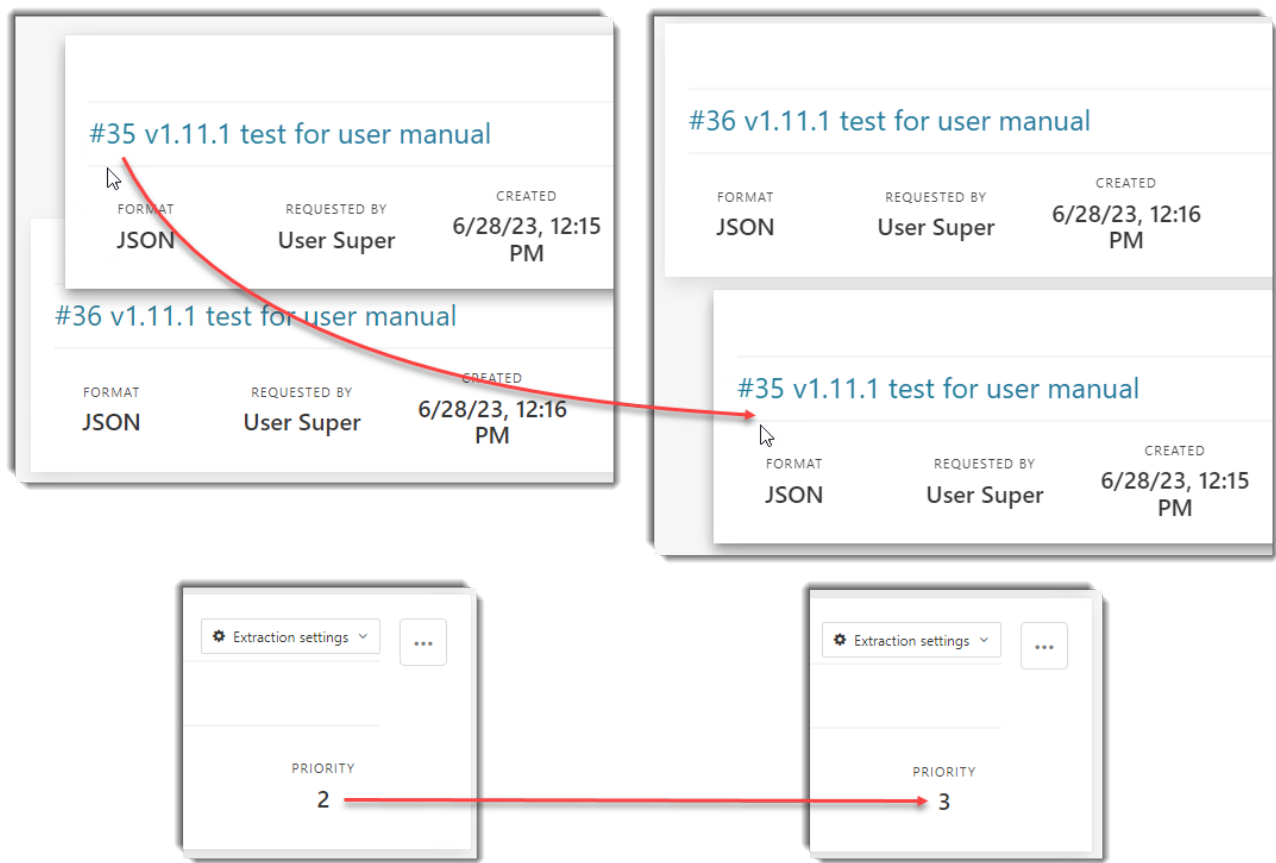 #35 v1.11.1 test for user manual
FORMAT REQUESTED BY CREATED
JSON User Super 6/28/23, 12:15
PM
#36 v1.11.1 test for user manual
FORMAT REQUESTED BY CREATED
JSON User Super 6/28/23, 12:16
PM
#36 v1.11.1 test for user manual
FORMAT REQUESTED BY CREATED
JSON User Super 6/28/23, 12:16
PM
#35 v1.11.1 test for user manual
FORMAT REQUESTED BY CREATED
JSON User Super 6/28/23, 12:15
PM
Extraction settings
PRIORITY
2
Extraction settings
PRIORITY
3